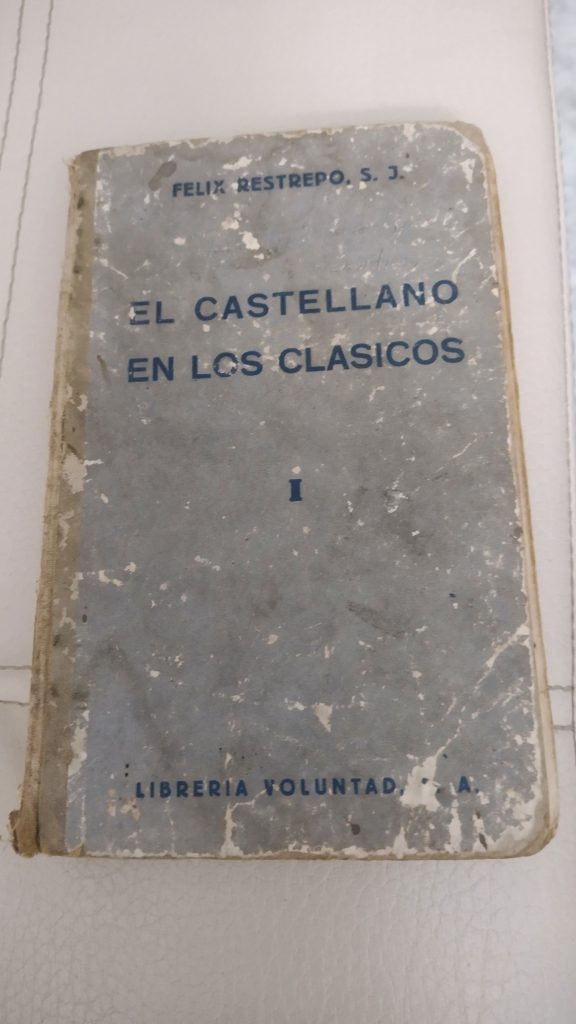 FELIX RESTREPO, S. J.
EL CASTELLANO
EN LOS CLASICOS
I
LIBRERIA VOLUNTAD, A.